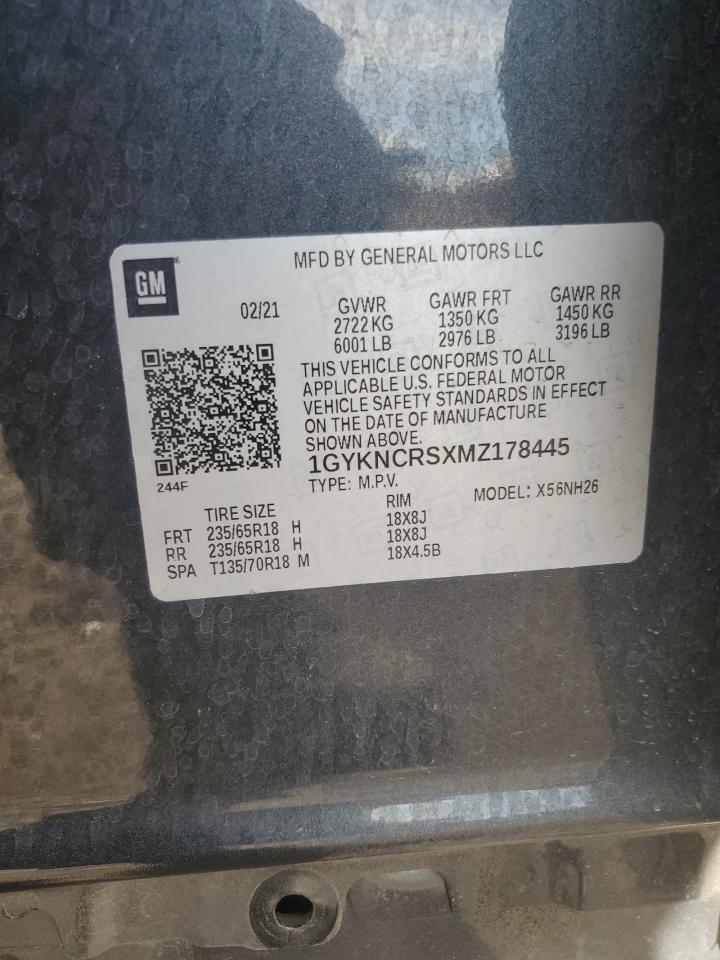 GM
®
MFD BY GENERAL MOTORS LLC
02/21
GVWR GAWR FRT GAWR RR
2722 KG 1350 KG 1450 KG
6001 LB 2976 LB 3196 LB
THIS VEHICLE CONFORMS TO ALL
APPLICABLE U.S. FEDERAL MOTOR
VEHICLE SAFETY STANDARDS IN EFFECT
ON THE DATE OF MANUFACTURE
SHOWN ABOVE.
1GYKNCRSXMZ178445
244F
TYPE: M.P.V. MODEL: X56NH26
TIRE SIZE RIM
FRT 235/65R18 H 18X8J
RR 235/65R18 H 18X8J
SPA T135/70R18 M 18X4.5B